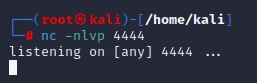 ┌──(root㉿kali)-[/home/kali]
└─# nc -nlvp 4444
listening on [any] 4444 ...